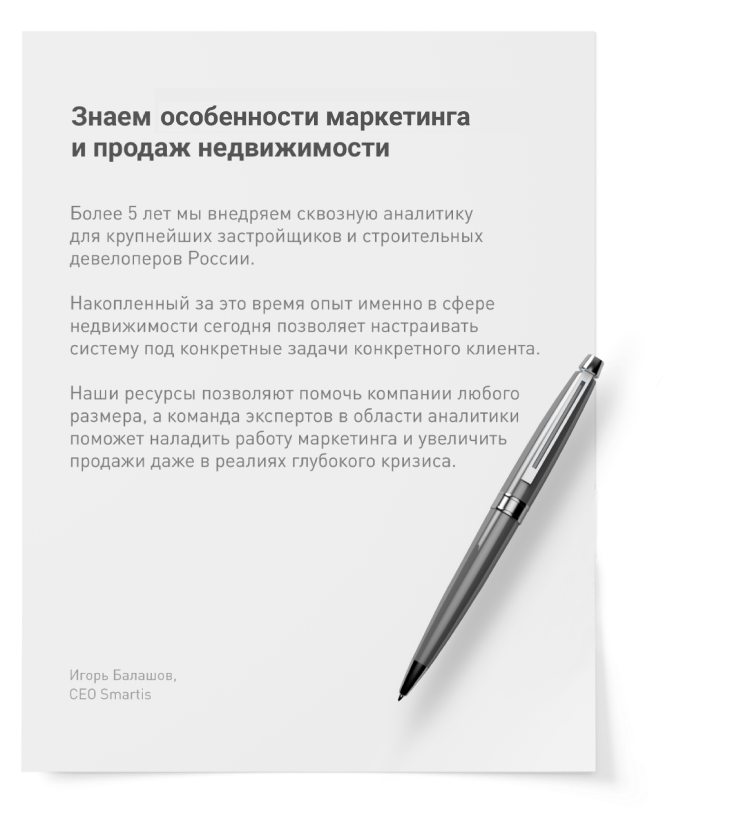 Знаем особенности маркетинга
и продаж недвижимости
Более 5 лет мы внедряем сквозную аналитику
для крупнейших застройщиков и строительных
девелоперов России.
Накопленный за это время опыт именно в сфере
недвижимости сегодня позволяет настраивать
систему под конкретные задачи конкретного клиента.
Наши ресурсы позволяют помочь компании любого
размера, а команда экспертов в области аналитики
поможет наладить работу маркетинга и увеличить
продажи даже в реалиях глубокого кризиса.
Игорь Балашов,
CEO Smartis